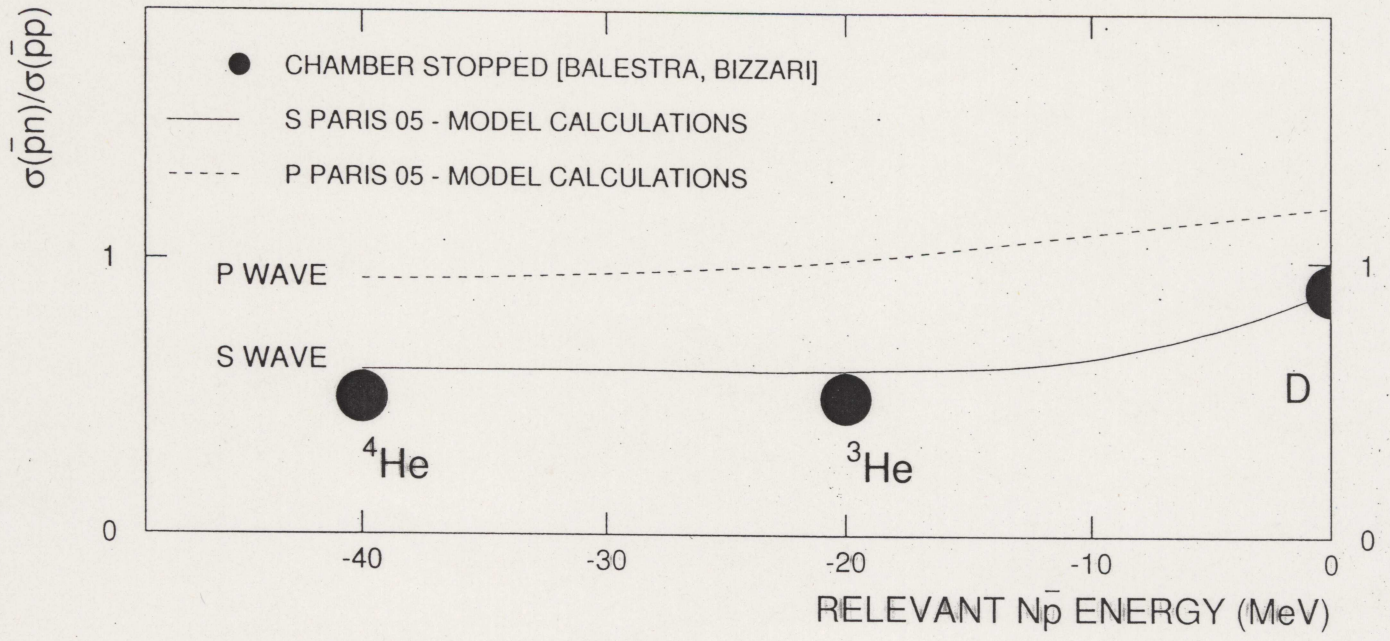 σ(p̄n)/σ(p̄p)
CHAMBER STOPPED [BALESTRA, BIZZARI]
S PARIS 05 - MODEL CALCULATIONS
P PARIS 05 - MODEL CALCULATIONS
1
P WAVE
1
S WAVE
D
⁴He
³He
0
0
-40
-30
-20
-10
0
RELEVANT Np̄ ENERGY (MeV)